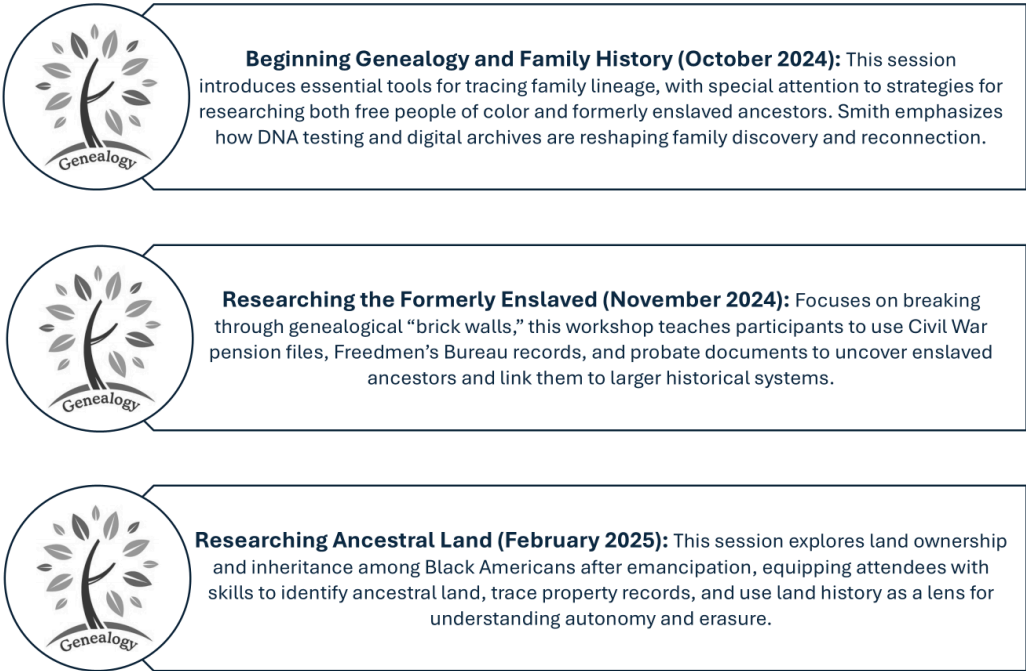 Genealogy
Beginning Genealogy and Family History (October 2024): This session
introduces essential tools for tracing family lineage, with special attention to strategies for
researching both free people of color and formerly enslaved ancestors. Smith emphasizes
how DNA testing and digital archives are reshaping family discovery and reconnection.
Genealogy
Researching the Formerly Enslaved (November 2024): Focuses on breaking
through genealogical “brick walls,” this workshop teaches participants to use Civil War
pension files, Freedmen’s Bureau records, and probate documents to uncover enslaved
ancestors and link them to larger historical systems.
Genealogy
Researching Ancestral Land (February 2025): This session explores land ownership
and inheritance among Black Americans after emancipation, equipping attendees with
skills to identify ancestral land, trace property records, and use land history as a lens for
understanding autonomy and erasure.